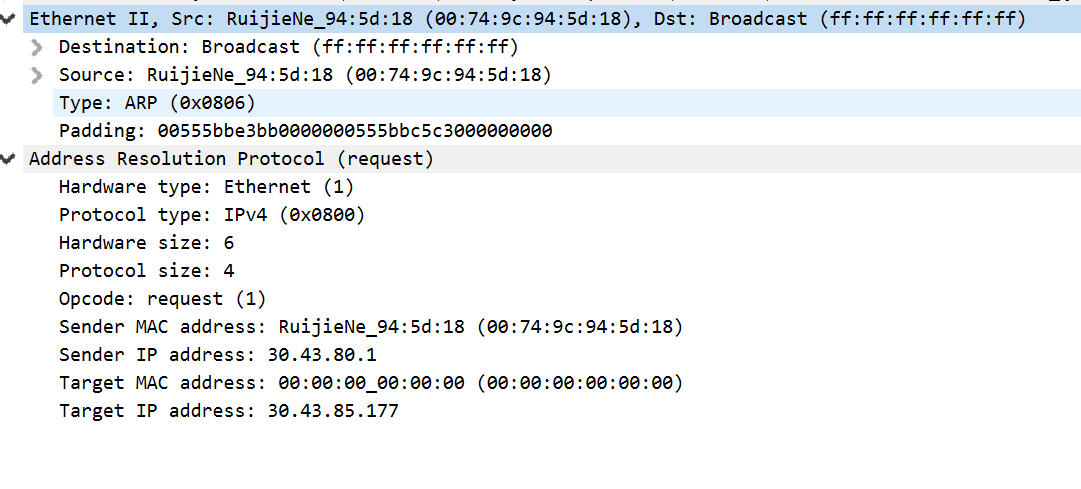 Ethernet II, Src: RuijieNe_94:5d:18 (00:74:9c:94:5d:18), Dst: Broadcast (ff:ff:ff:ff:ff:ff)
Destination: Broadcast (ff:ff:ff:ff:ff:ff)
Source: RuijieNe_94:5d:18 (00:74:9c:94:5d:18)
Type: ARP (0x0806)
Padding: 00555bbe3bb0000000555bbc5c3000000000
Address Resolution Protocol (request)
Hardware type: Ethernet (1)
Protocol type: IPv4 (0x0800)
Hardware size: 6
Protocol size: 4
Opcode: request (1)
Sender MAC address: RuijieNe_94:5d:18 (00:74:9c:94:5d:18)
Sender IP address: 30.43.80.1
Target MAC address: 00:00:00_00:00:00 (00:00:00:00:00:00)
Target IP address: 30.43.85.177